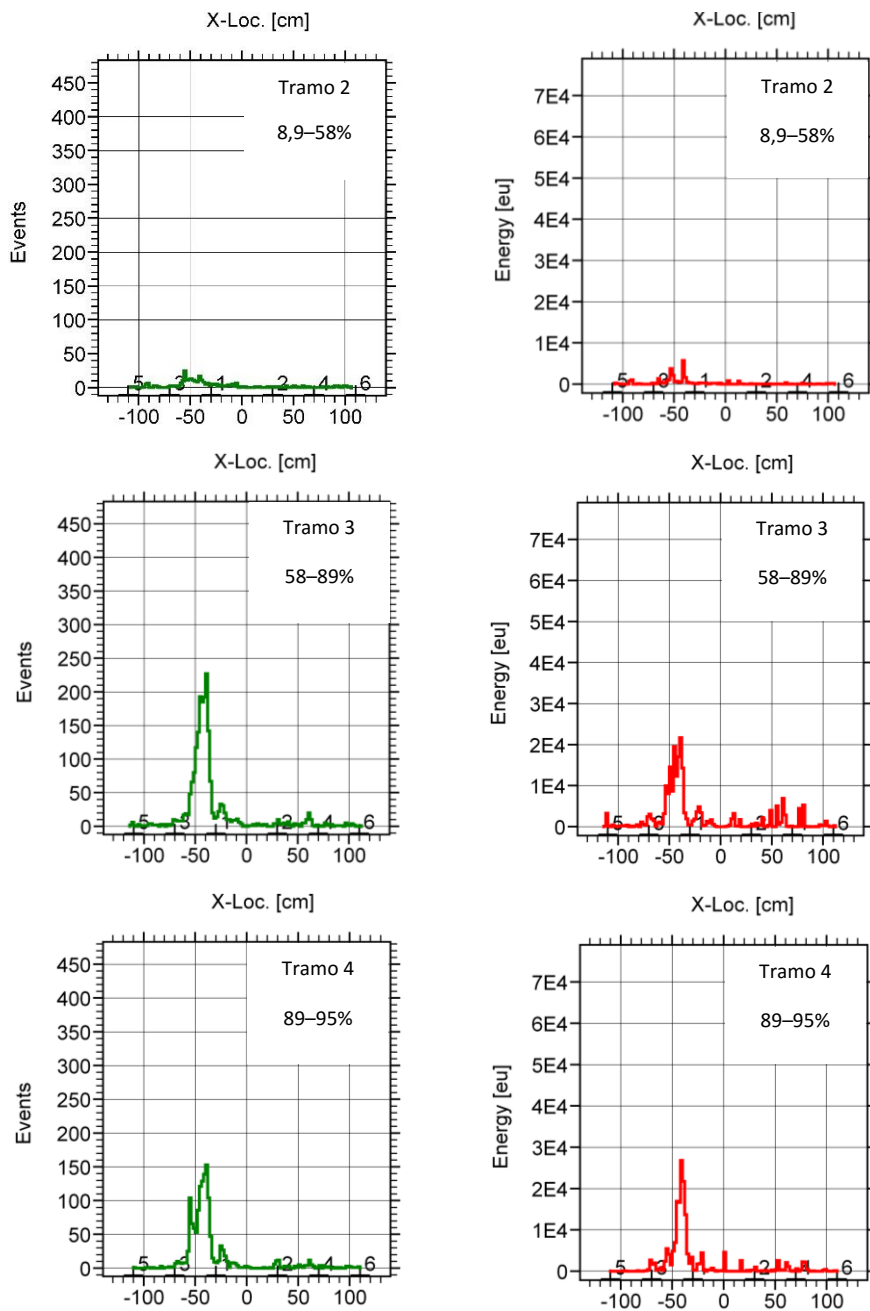 X-Loc. [cm]
X-Loc. [cm]
Tramo 2
8,9–58%
Events
450
400
350
300
250
200
150
100
50
0
5 3 1 2 4 6
-100 -50 0 50 100
Tramo 2
8,9–58%
Energy [eu]
7E4
6E4
5E4
4E4
3E4
2E4
1E4
0
5 3 1 2 4 6
-100 -50 0 50 100
X-Loc. [cm]
X-Loc. [cm]
Tramo 3
58–89%
Events
450
400
350
300
250
200
150
100
50
0
5 3 1 2 4 6
-100 -50 0 50 100
Tramo 3
58–89%
Energy [eu]
7E4
6E4
5E4
4E4
3E4
2E4
1E4
0
5 3 1 2 4 6
-100 -50 0 50 100
X-Loc. [cm]
X-Loc. [cm]
Tramo 4
89–95%
Events
450
400
350
300
250
200
150
100
50
0
5 3 1 2 4 6
-100 -50 0 50 100
Tramo 4
89–95%
Energy [eu]
7E4
6E4
5E4
4E4
3E4
2E4
1E4
0
5 3 1 2 4 6
-100 -50 0 50 100